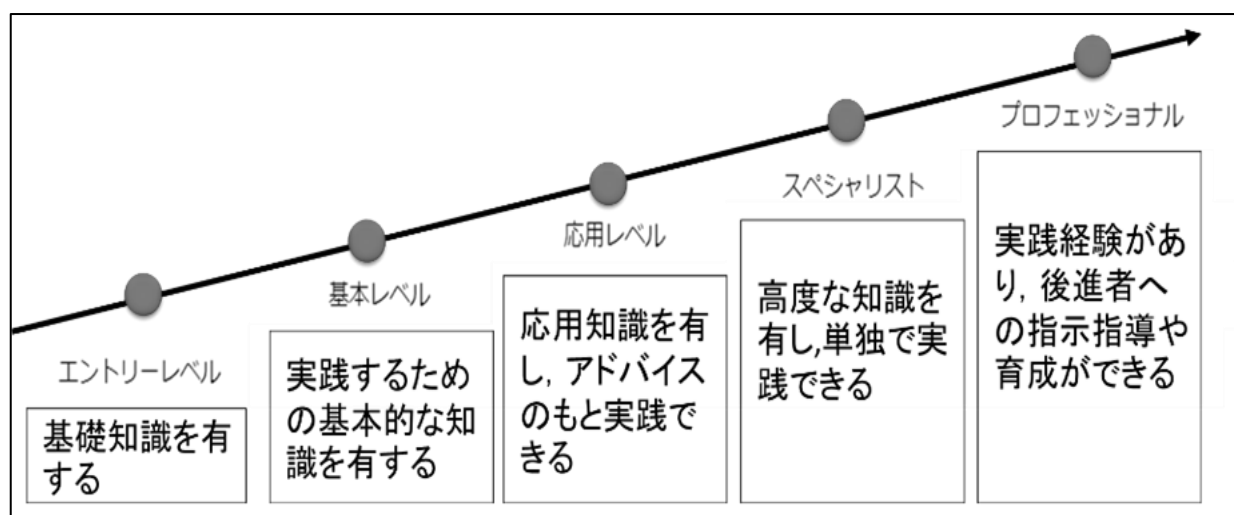 エントリーレベル
基礎知識を有
する
基本レベル
実践するため
の基本的な知
識を有する
応用レベル
応用知識を有
し，アドバイス
のもと実践で
きる
スペシャリスト
高度な知識を
有し,単独で実
践できる
プロフェッショナル
実践経験があ
り，後進者へ
の指示指導や
育成ができる